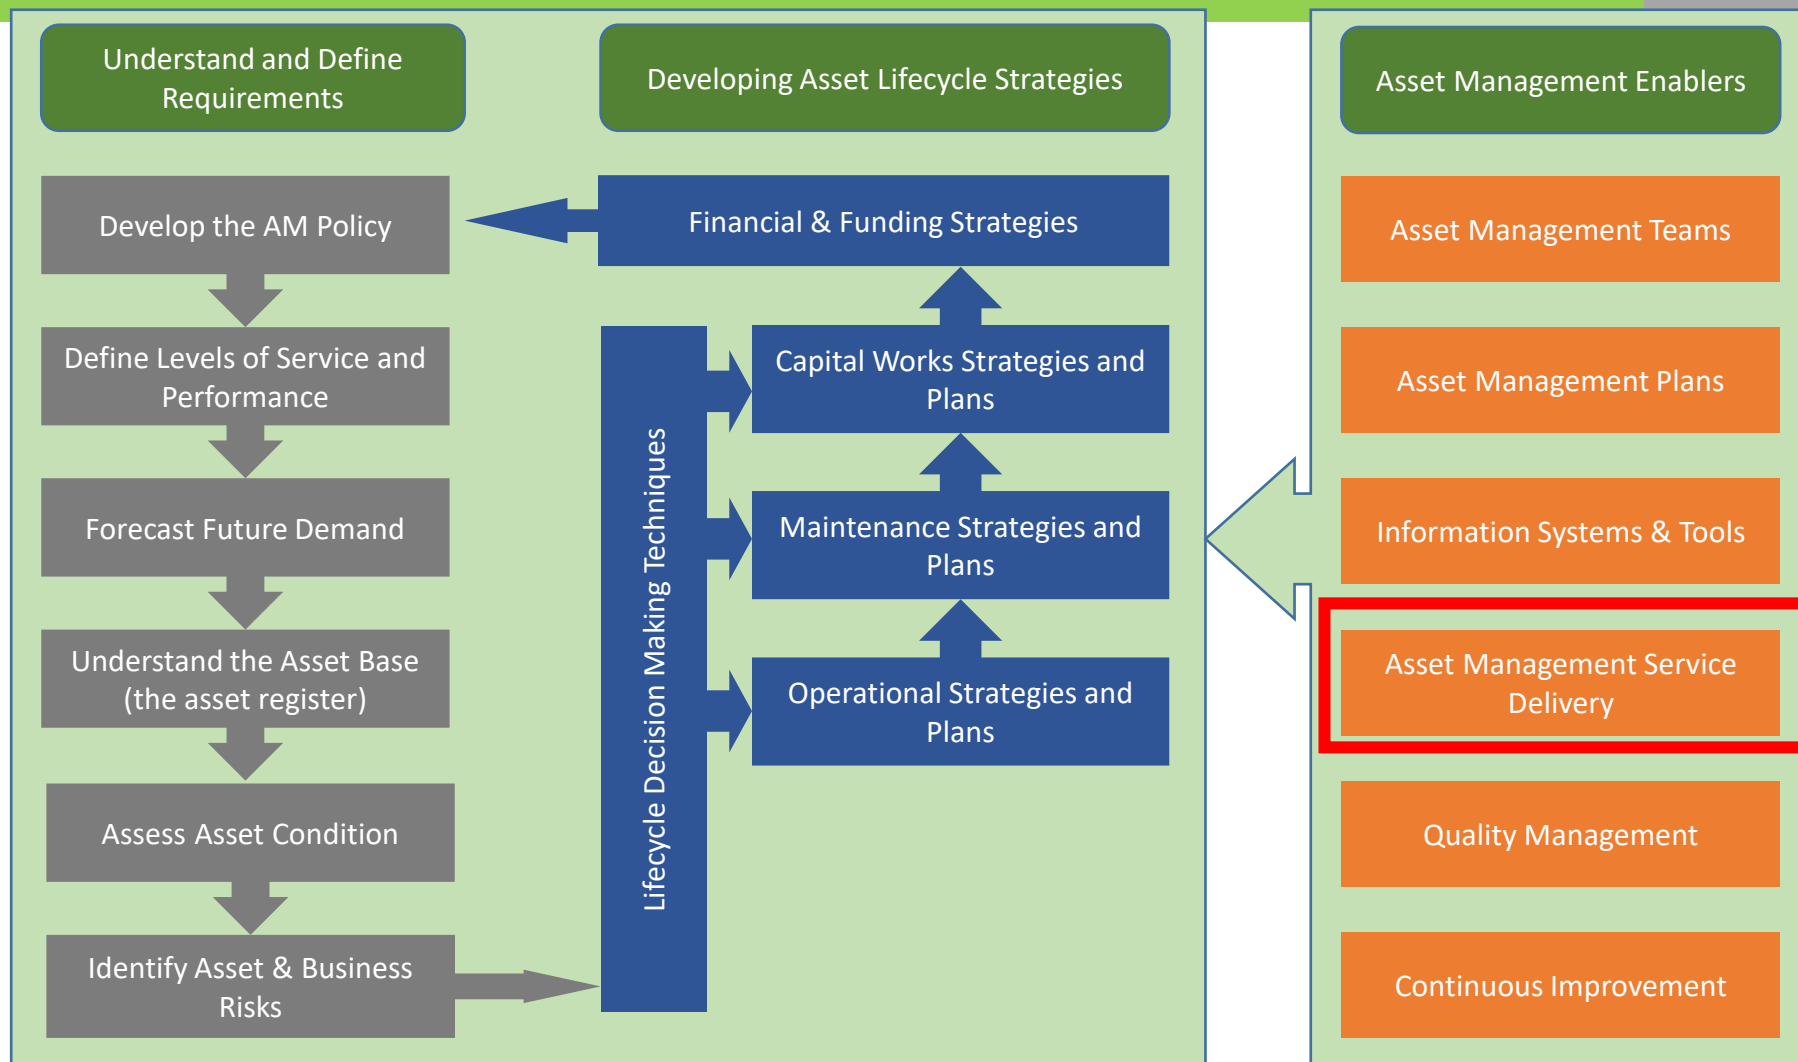 Understand and Define
Requirements
Developing Asset Lifecycle Strategies
Asset Management Enablers
Develop the AM Policy
Define Levels of Service and
Performance
Forecast Future Demand
Understand the Asset Base
(the asset register)
Assess Asset Condition
Identify Asset & Business
Risks
Financial & Funding Strategies
Lifecycle Decision Making Techniques
Capital Works Strategies and
Plans
Maintenance Strategies and
Plans
Operational Strategies and
Plans
Asset Management Teams
Asset Management Plans
Information Systems & Tools
Asset Management Service
Delivery
Quality Management
Continuous Improvement